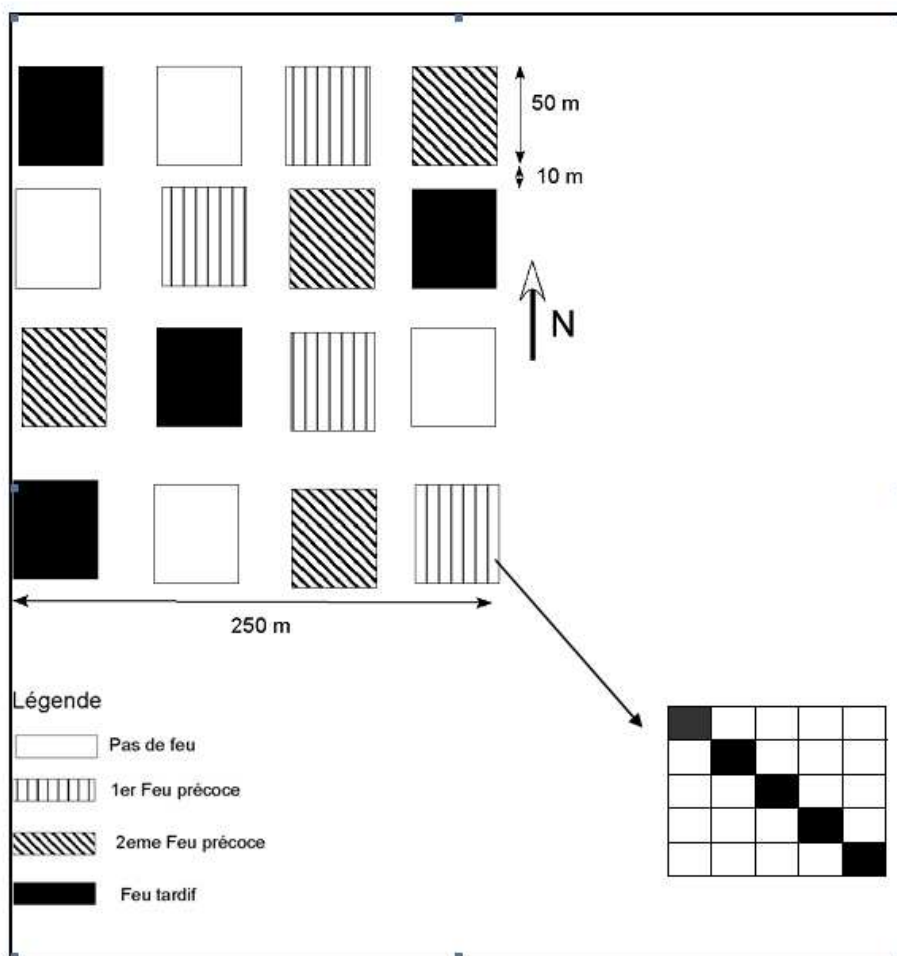 50 m
10 m
N
250 m
Légende
Pas de feu
1er Feu précoce
2eme Feu précoce
Feu tardif